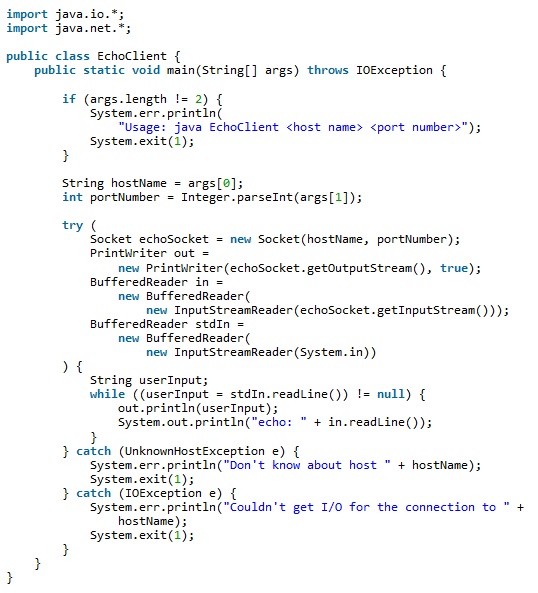 import java.io.*;
import java.net.*;

public class EchoClient {
    public static void main(String[] args) throws IOException {

        if (args.length != 2) {
            System.err.println(
                "Usage: java EchoClient <host name> <port number>");
            System.exit(1);
        }

        String hostName = args[0];
        int portNumber = Integer.parseInt(args[1]);

        try (
            Socket echoSocket = new Socket(hostName, portNumber);
            PrintWriter out =
                new PrintWriter(echoSocket.getOutputStream(), true);
            BufferedReader in =
                new BufferedReader(
                    new InputStreamReader(echoSocket.getInputStream()));
            BufferedReader stdIn =
                new BufferedReader(
                    new InputStreamReader(System.in))
        ) {
            String userInput;
            while ((userInput = stdIn.readLine()) != null) {
                out.println(userInput);
                System.out.println("echo: " + in.readLine());
            }
        } catch (UnknownHostException e) {
            System.err.println("Don't know about host " + hostName);
            System.exit(1);
        } catch (IOException e) {
            System.err.println("Couldn't get I/O for the connection to " +
                hostName);
            System.exit(1);
        }
    }
}